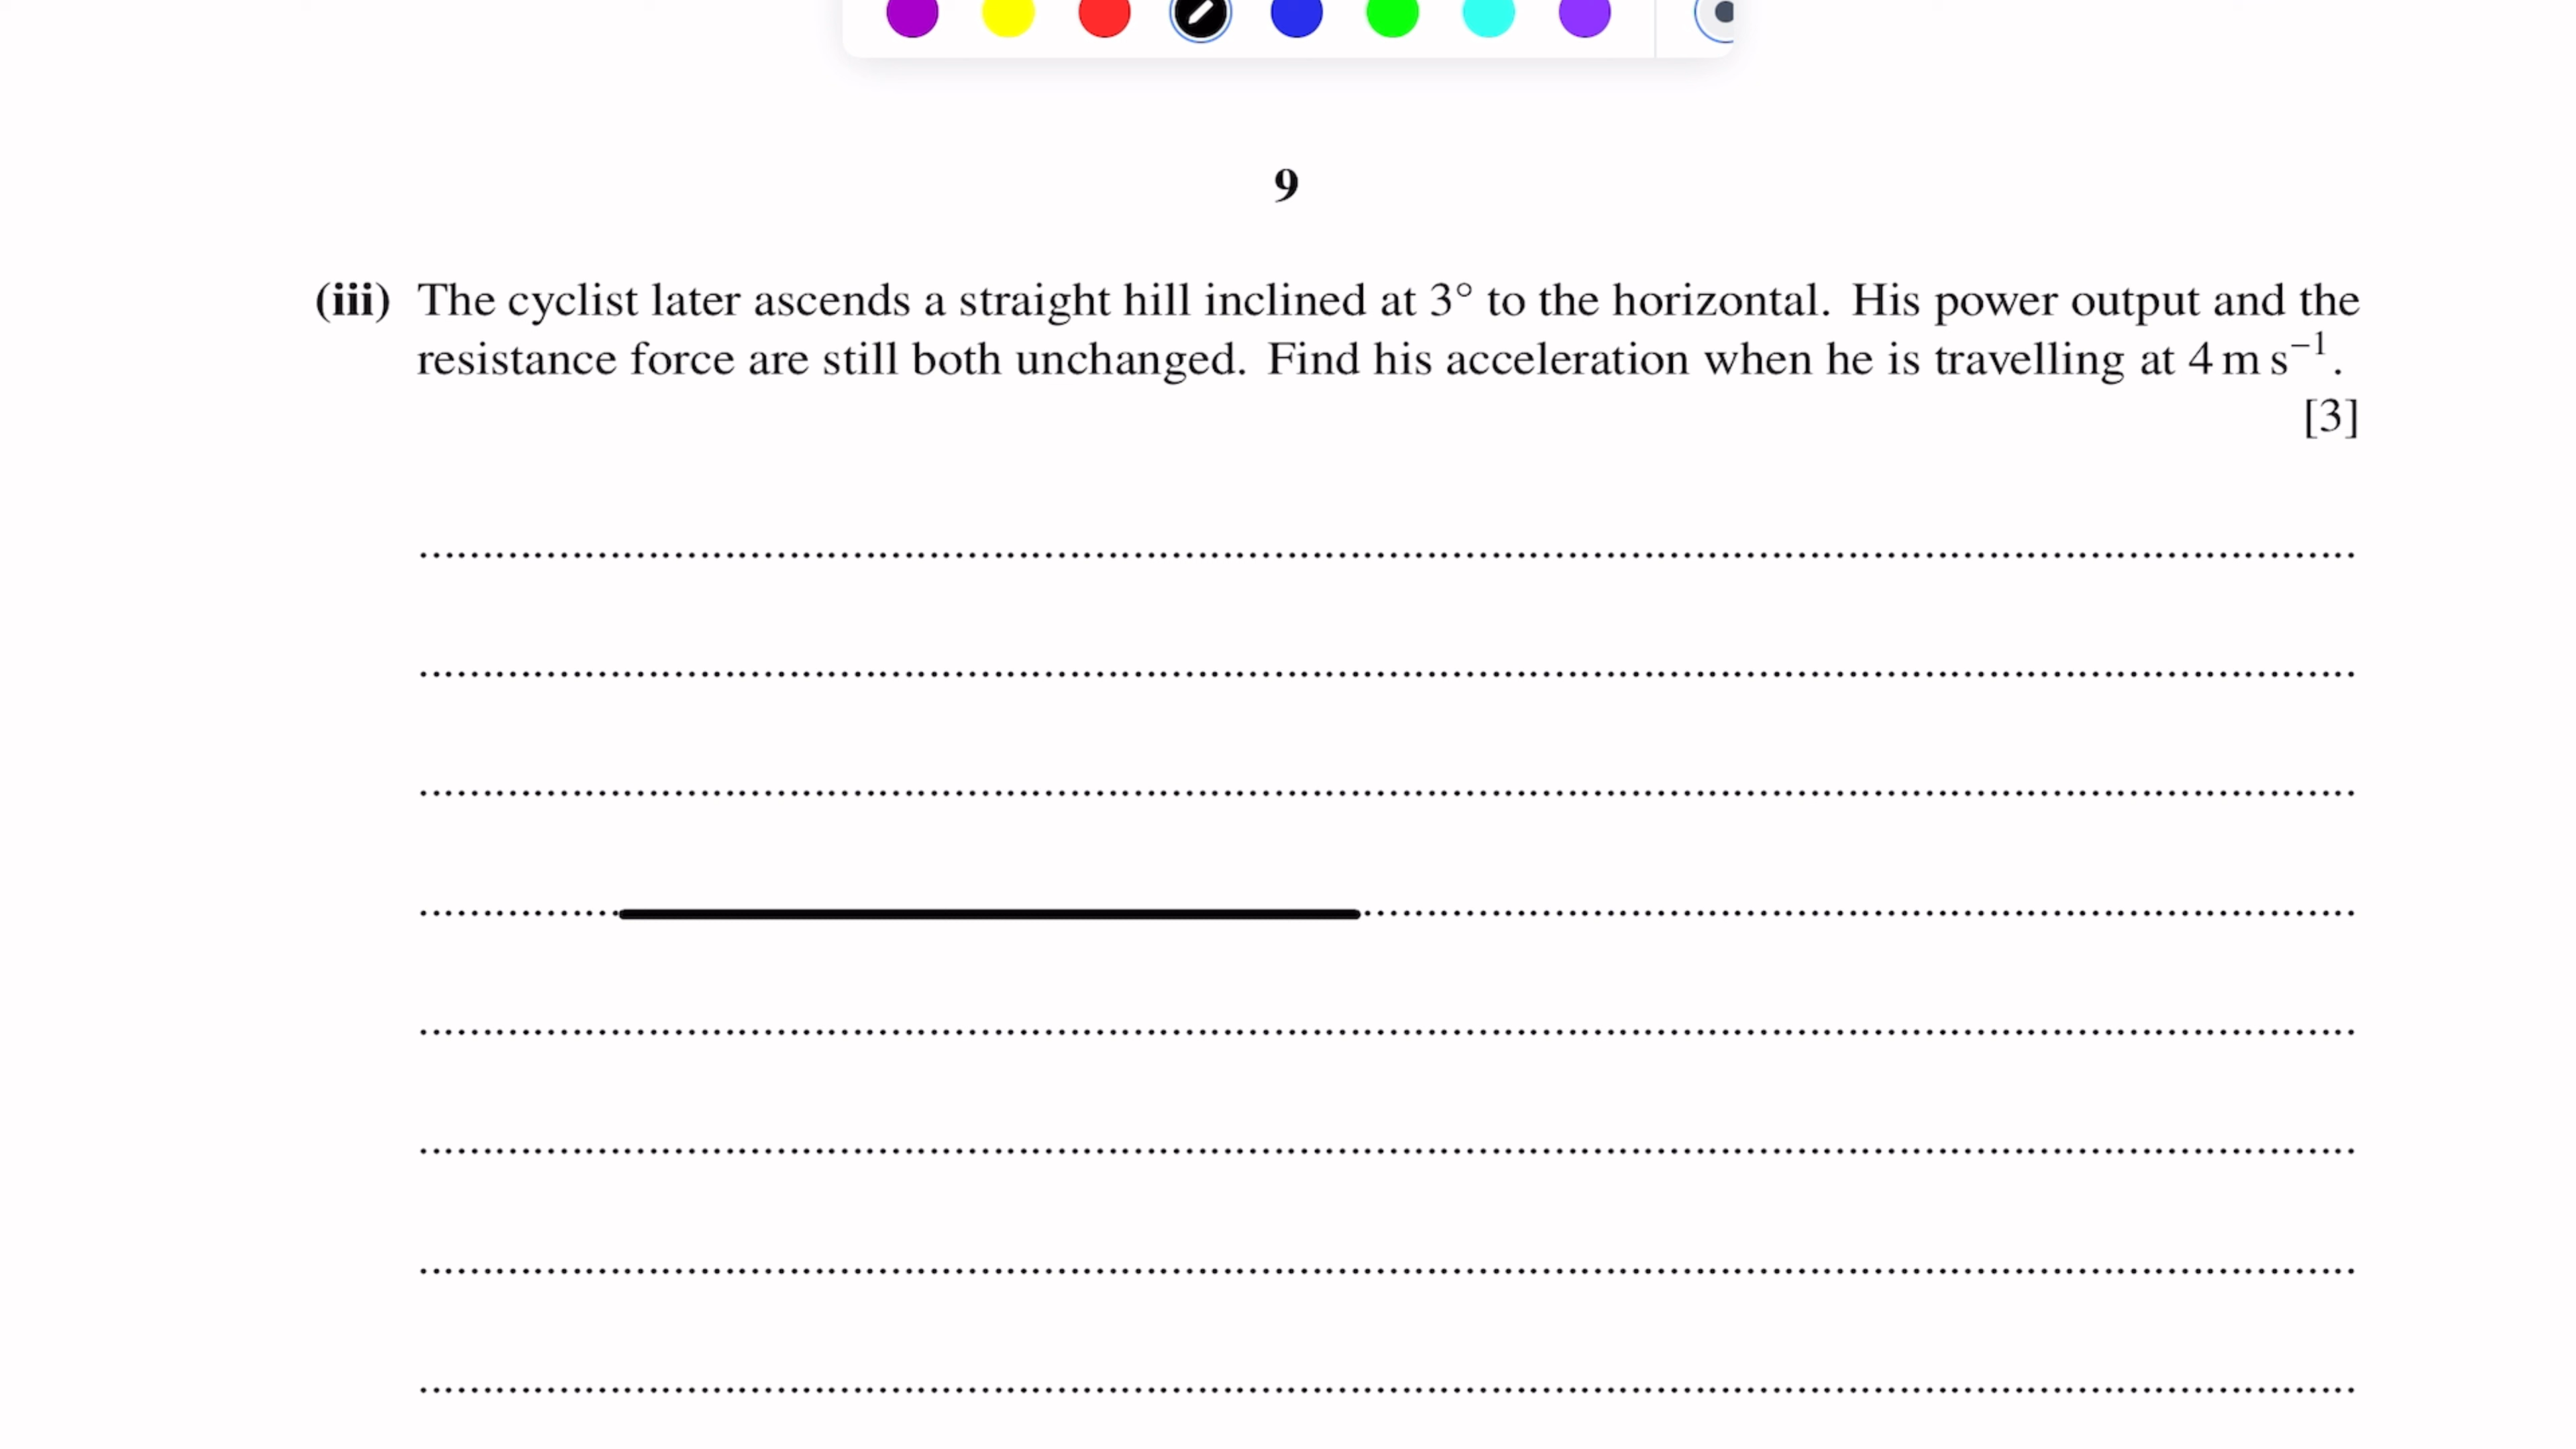 9
(iii) The cyclist later ascends a straight hill inclined at 3° to the horizontal. His power output and the
resistance force are still both unchanged. Find his acceleration when he is travelling at 4 m s⁻¹.
[3]